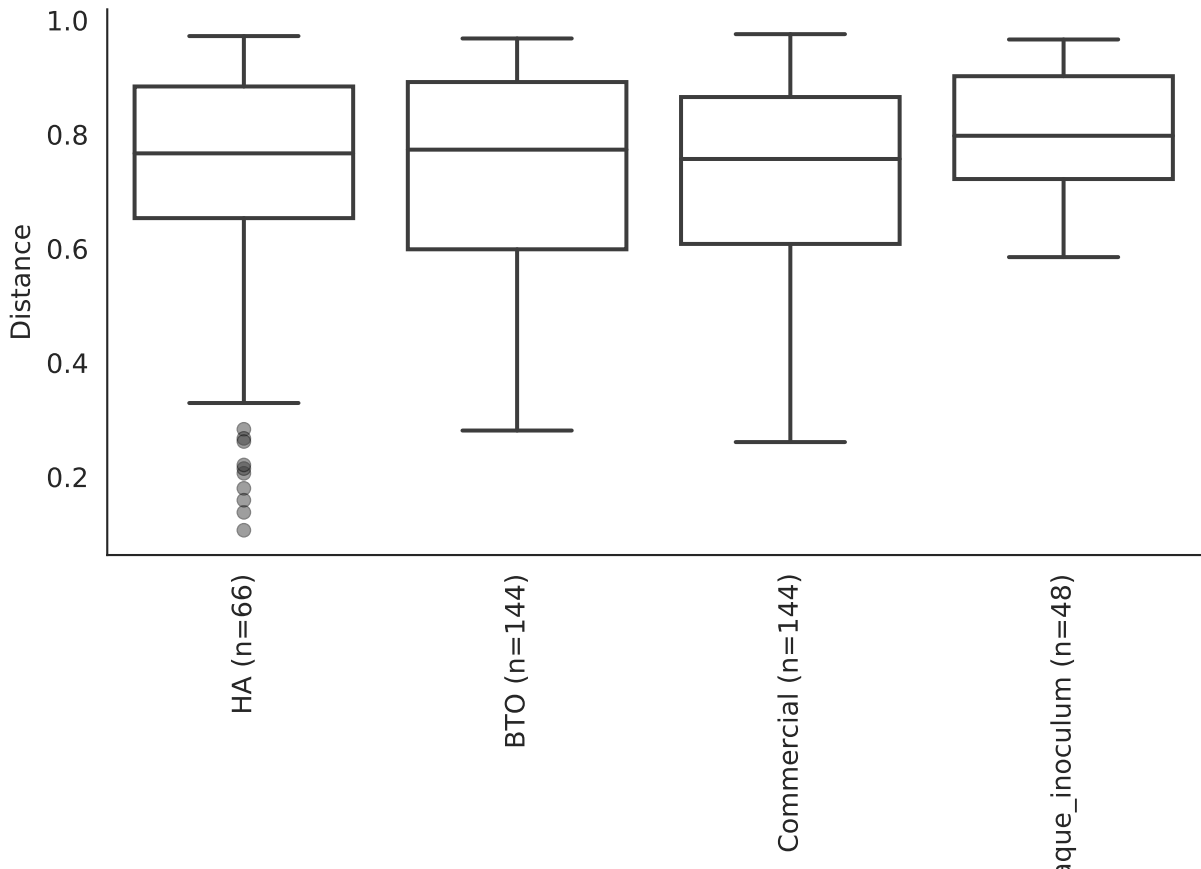 1.0
0.8
0.6
0.4
0.2
Distance
HA (n=66)
BTO (n=144)
Commercial (n=144)
aque_inoculum (n=48)